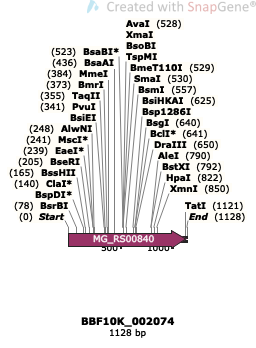 Created with SnapGene®
AvaI (528)
XmaI
BsoBI
TspMI
BmeT110I (529)
SmaI (530)
BsmI (557)
BsiHKAI (625)
Bsp1286I
BsgI (640)
BclI* (641)
DraIII (650)
AleI (790)
BstXI (792)
HpaI (822)
XmnI (850)
TatI (1121)
End (1128)
(523) BsaBI*
(436) BsaAI
(384) MmeI
(373) BmrI
(355) TaqII
(341) PvuI
BsiEI
(248) AlwNI
(241) MscI*
(239) EaeI*
(205) BseRI
(165) BssHII
(140) ClaI*
BspDI*
(78) BsrBI
(0) Start
MG_RS00840
500
1000
BBF10K_002074
1128 bp